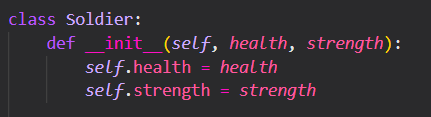 class Soldier:
    def __init__(self, health, strength):
        self.health = health
        self.strength = strength